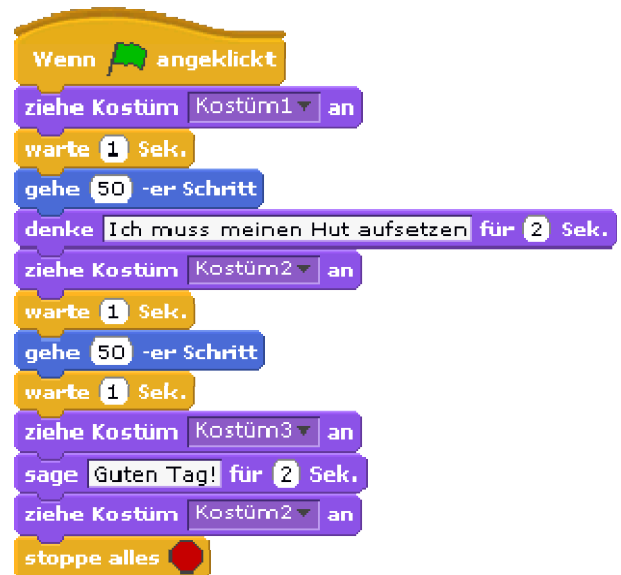 Wenn angeklickt
ziehe Kostüm Kostüm1 an
warte 1 Sek.
gehe 50 -er Schritt
denke Ich muss meinen Hut aufsetzen für 2 Sek.
ziehe Kostüm Kostüm2 an
warte 1 Sek.
gehe 50 -er Schritt
warte 1 Sek.
ziehe Kostüm Kostüm3 an
sage Guten Tag! für 2 Sek.
ziehe Kostüm Kostüm2 an
stoppe alles